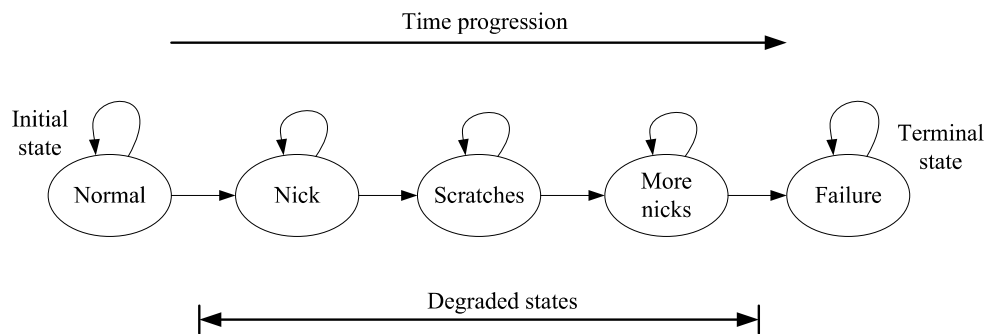 Time progression
Initial
state
Terminal
state
Normal
Nick
Scratches
More
nicks
Failure
Degraded states